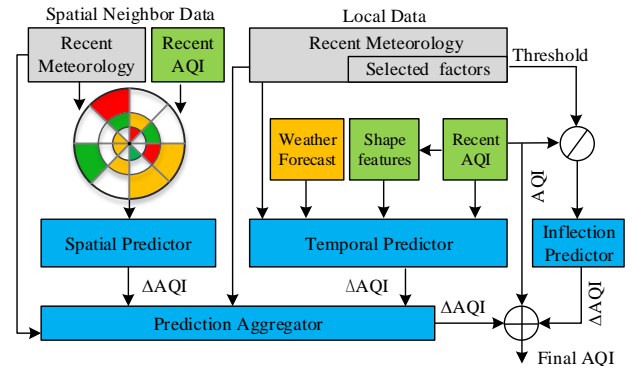 Spatial Neighbor Data
Local Data
Recent
Meteorology
Recent
AQI
Recent Meteorology
Selected factors
Threshold
Weather
Forecast
Shape
features
Recent
AQI
AQI
Spatial Predictor
Temporal Predictor
Inflection
Predictor
ΔAQI
ΔAQI
ΔAQI
ΔAQI
Prediction Aggregator
Final AQI